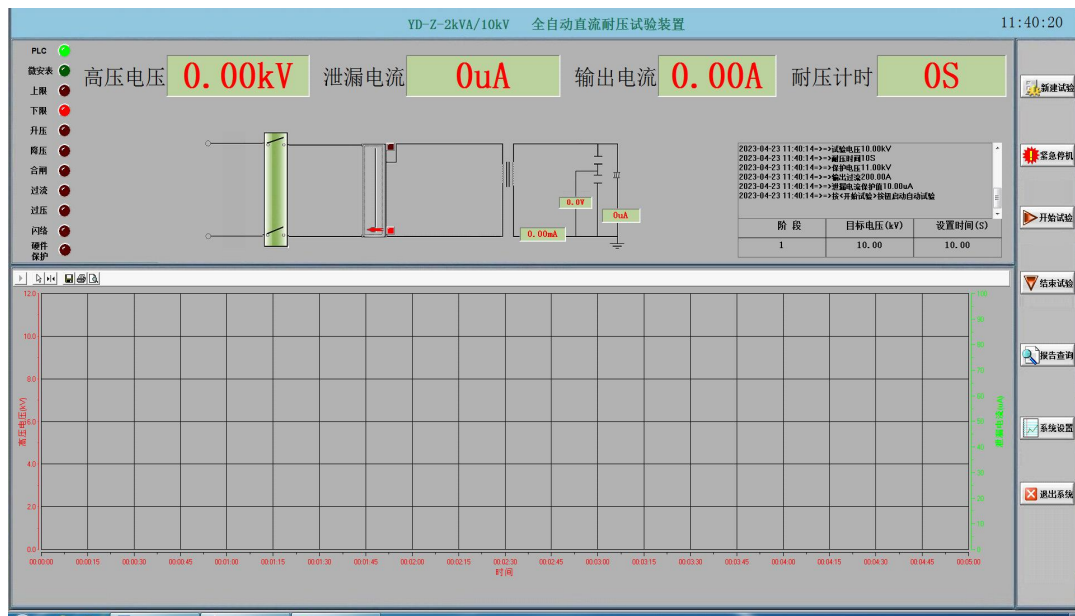 YD-Z-2kVA/10kV 全自动直流耐压试验装置
11:40:20
PLC
微安表
上限
下限
升压
降压
合闸
过流
过压
闪络
硬件
保护
高压电压 0.00kV 泄漏电流 0uA 输出电流 0.00A 耐压计时 0S
0.0V
0uA
0.00mA
2023-04-23 11:40:14=>->试验电压10.00kV
2023-04-23 11:40:14=>->耐压时间10S
2023-04-23 11:40:14=>->保护电压11.00kV
2023-04-23 11:40:14=>->输出过流200.00A
2023-04-23 11:40:14=>->泄漏电流保护值10.00uA
2023-04-23 11:40:14=>->按<开始试验>按钮启动自动试验
阶 段 目标电压(kV) 设置时间(S)
1 10.00 10.00
新建试验
紧急停机
开始试验
结束试验
报告查询
系统设置
退出系统
12.0
10.0
8.0
6.0
4.0
2.0
0.0
高压电压(kV)
100
90
80
70
60
50
40
30
20
10
0
00:00:00 00:00:15 00:00:30 00:00:45 00:01:00 00:01:15 00:01:30 00:01:45 00:02:00 00:02:15 00:02:30 00:02:45 00:03:00 00:03:15 00:03:30 00:03:45 00:04:00 00:04:15 00:04:30 00:04:45 00:05:00
时间